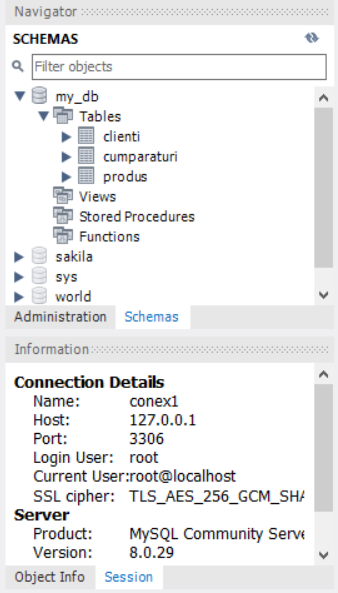 Navigator
SCHEMAS
Filter objects
my_db
Tables
clienti
cumparaturi
produs
Views
Stored Procedures
Functions
sakila
sys
world
Administration Schemas
Information
Connection Details
Name: conex1
Host: 127.0.0.1
Port: 3306
Login User: root
Current User:root@localhost
SSL cipher: TLS_AES_256_GCM_SHA
Server
Product: MySQL Community Serve
Version: 8.0.29
Object Info Session